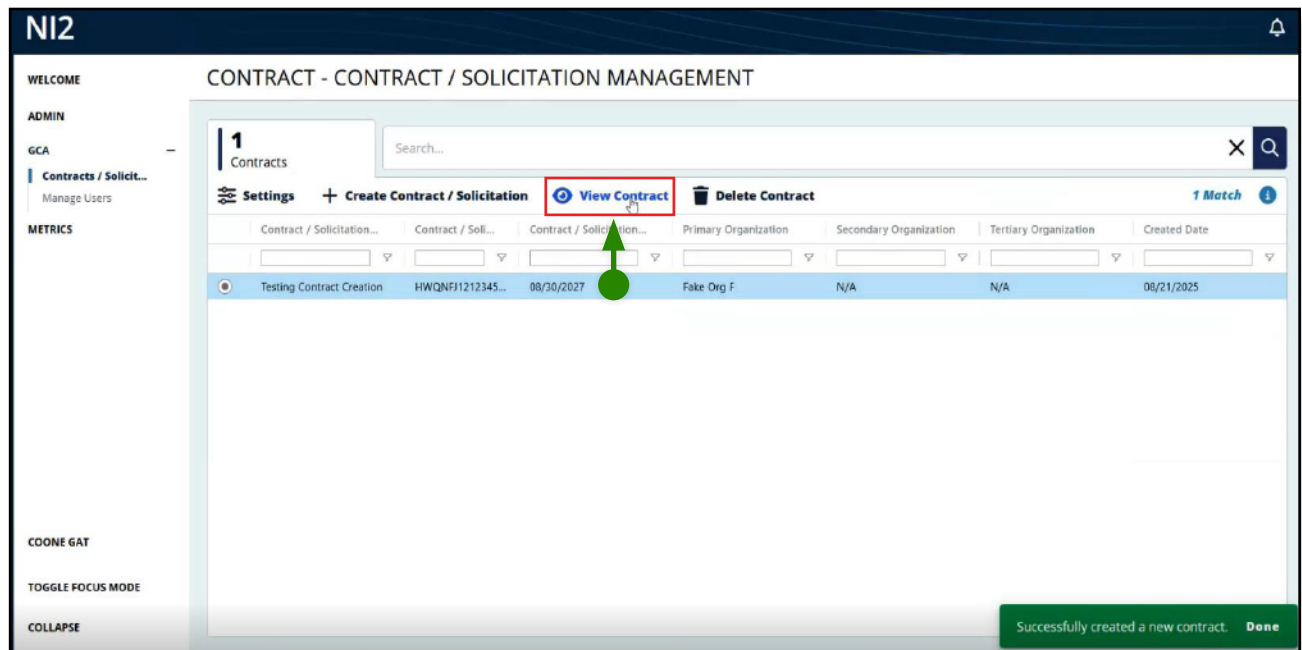 NI2
WELCOME
ADMIN
GCA
Contracts / Solicit...
Manage Users
METRICS
COONE GAT
TOGGLE FOCUS MODE
COLLAPSE
CONTRACT - CONTRACT / SOLICITATION MANAGEMENT
1
Contracts
Search...
Settings + Create Contract / Solicitation View Contract Delete Contract 1 Match
Contract / Solicitation... Contract / Soli... Contract / Solicitation... Primary Organization Secondary Organization Tertiary Organization Created Date
Testing Contract Creation HWQNFJ1212345... 08/30/2027 Fake Org F N/A N/A 08/21/2025
Successfully created a new contract. Done